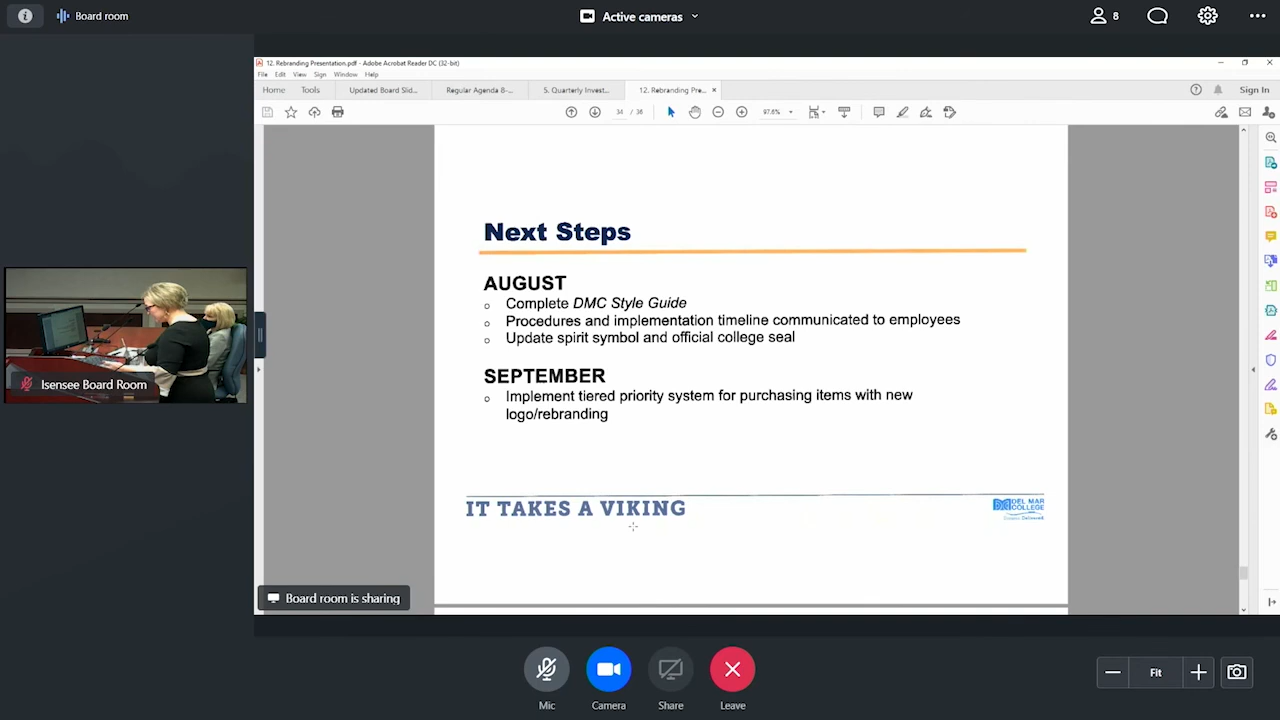 Board room
Active cameras
8
12. Rebranding Presentation.pdf - Adobe Acrobat Reader DC (32-bit)
File Edit View Sign Window Help
Home Tools Updated Board Slid... Regular Agenda 8-... 5. Quarterly Invest... 12. Rebranding Pre... Sign In
34 / 36 97.6%
Next Steps
AUGUST
Complete DMC Style Guide
Procedures and implementation timeline communicated to employees
Update spirit symbol and official college seal
SEPTEMBER
Implement tiered priority system for purchasing items with new
logo/rebranding
IT TAKES A VIKING
DEL MAR
COLLEGE
Isensee Board Room
Board room is sharing
Mic Camera Share Leave
Fit